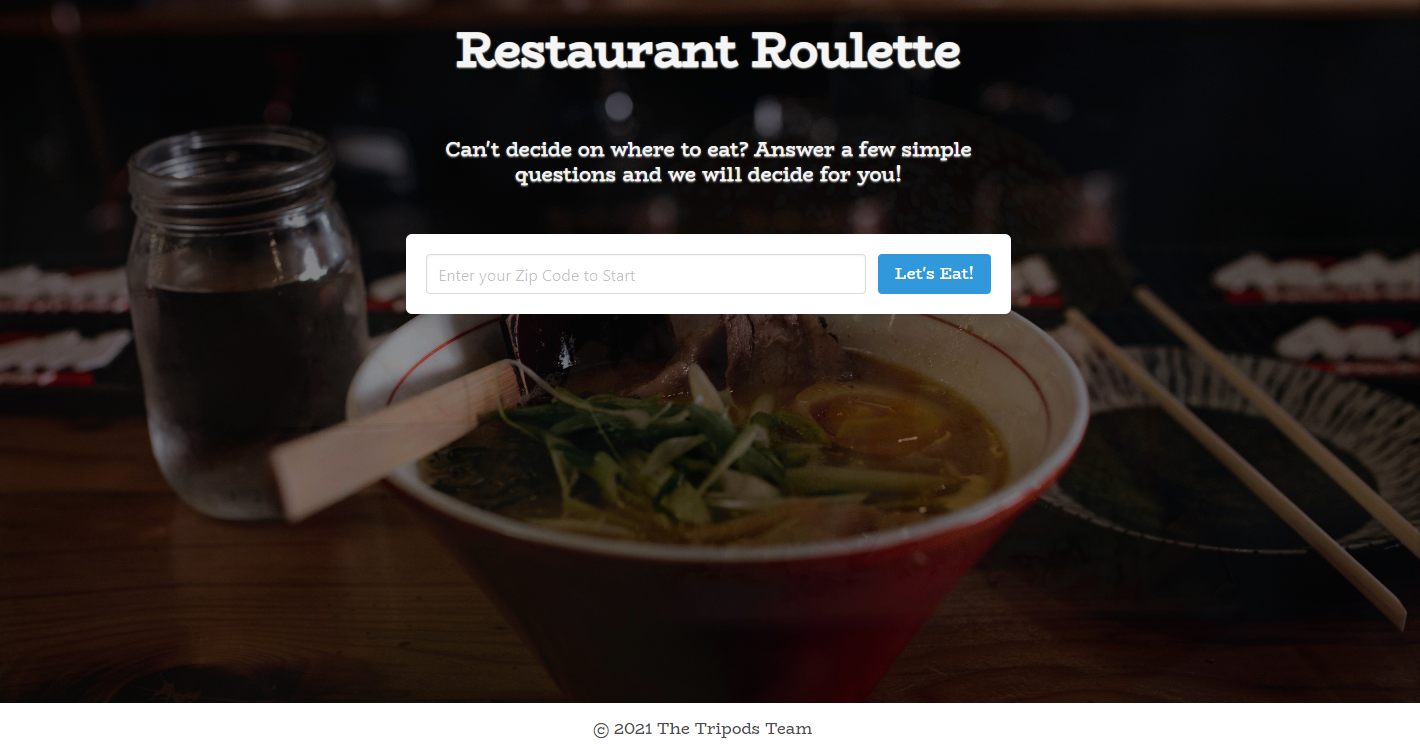 Restaurant Roulette
Can't decide on where to eat? Answer a few simple
questions and we will decide for you!
Enter your Zip Code to Start
Let's Eat!
© 2021 The Tripods Team